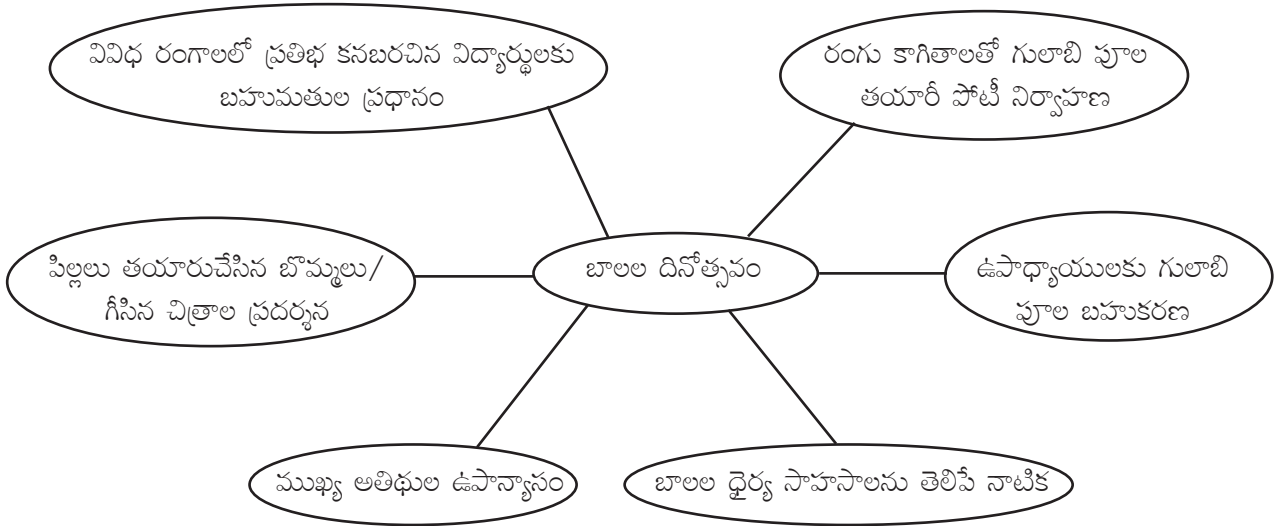 వివిధ రంగాలలో ప్రతిభ కనబరచిన విద్యార్థులకు
బహుమతుల ప్రధానం
రంగు కాగితాలతో గులాబి పూల
తయారీ పోటీ నిర్వాహణ
పిల్లలు తయారుచేసిన బొమ్మలు/
గీసిన చిత్రాల ప్రదర్శన
బాలల దినోత్సవం
ఉపాధ్యాయులకు గులాబి
పూల బహుకరణ
ముఖ్య అతిథుల ఉపాన్యాసం
బాలల ధైర్య సాహసాలను తెలిపే నాటిక